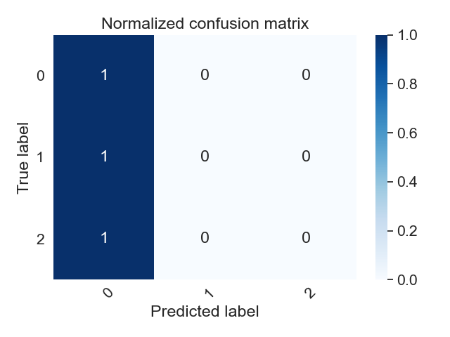 Normalized confusion matrix
True label
0 1 0 0
1 1 0 0
2 1 0 0
0 1 2
Predicted label
1.0
0.8
0.6
0.4
0.2
0.0